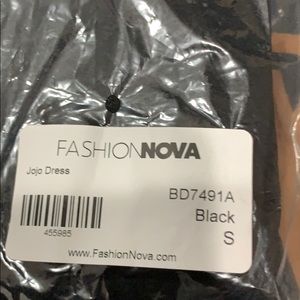 FASHIONNOVA
Jojo Dress
BD7491A
Black
455985
S
www.FashionNova.com